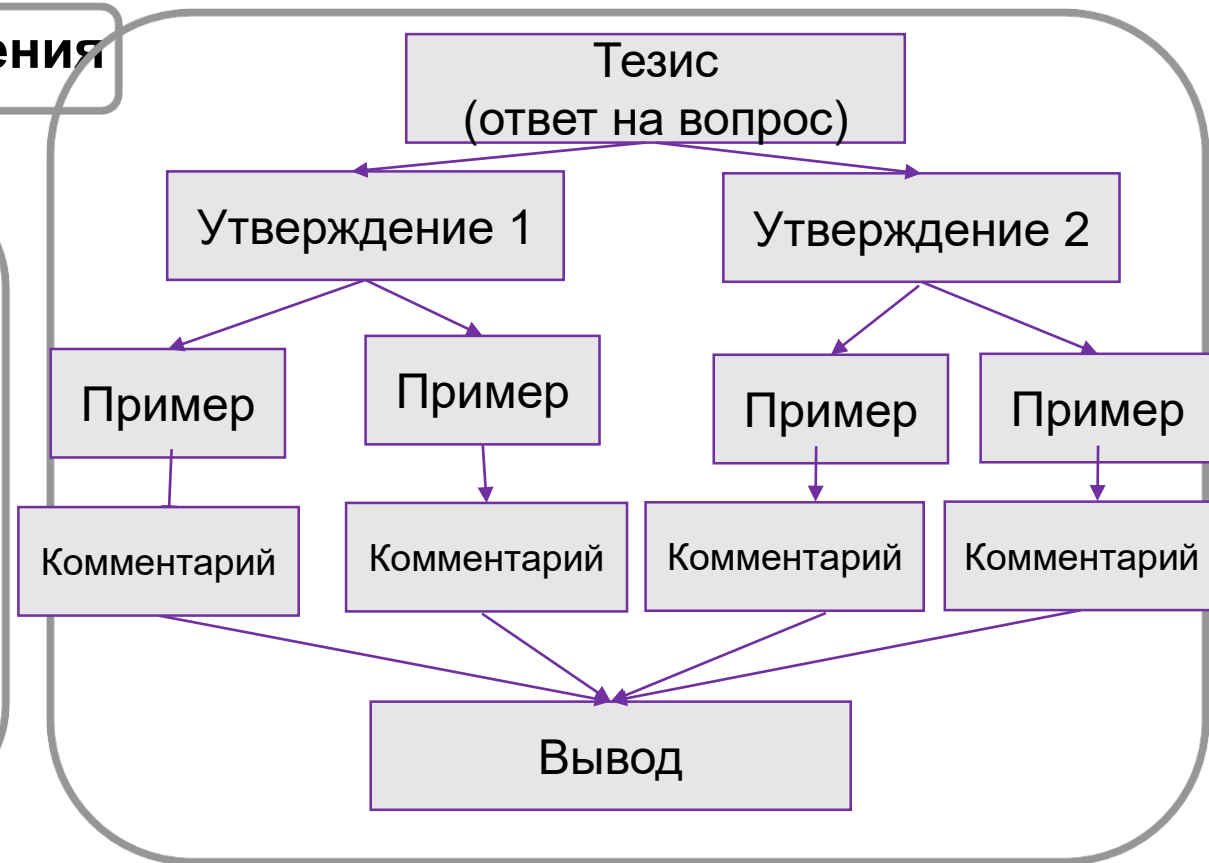 ения
Тезис
(ответ на вопрос)
Утверждение 1
Утверждение 2
Пример
Пример
Пример
Пример
Комментарий
Комментарий
Комментарий
Комментарий
Вывод